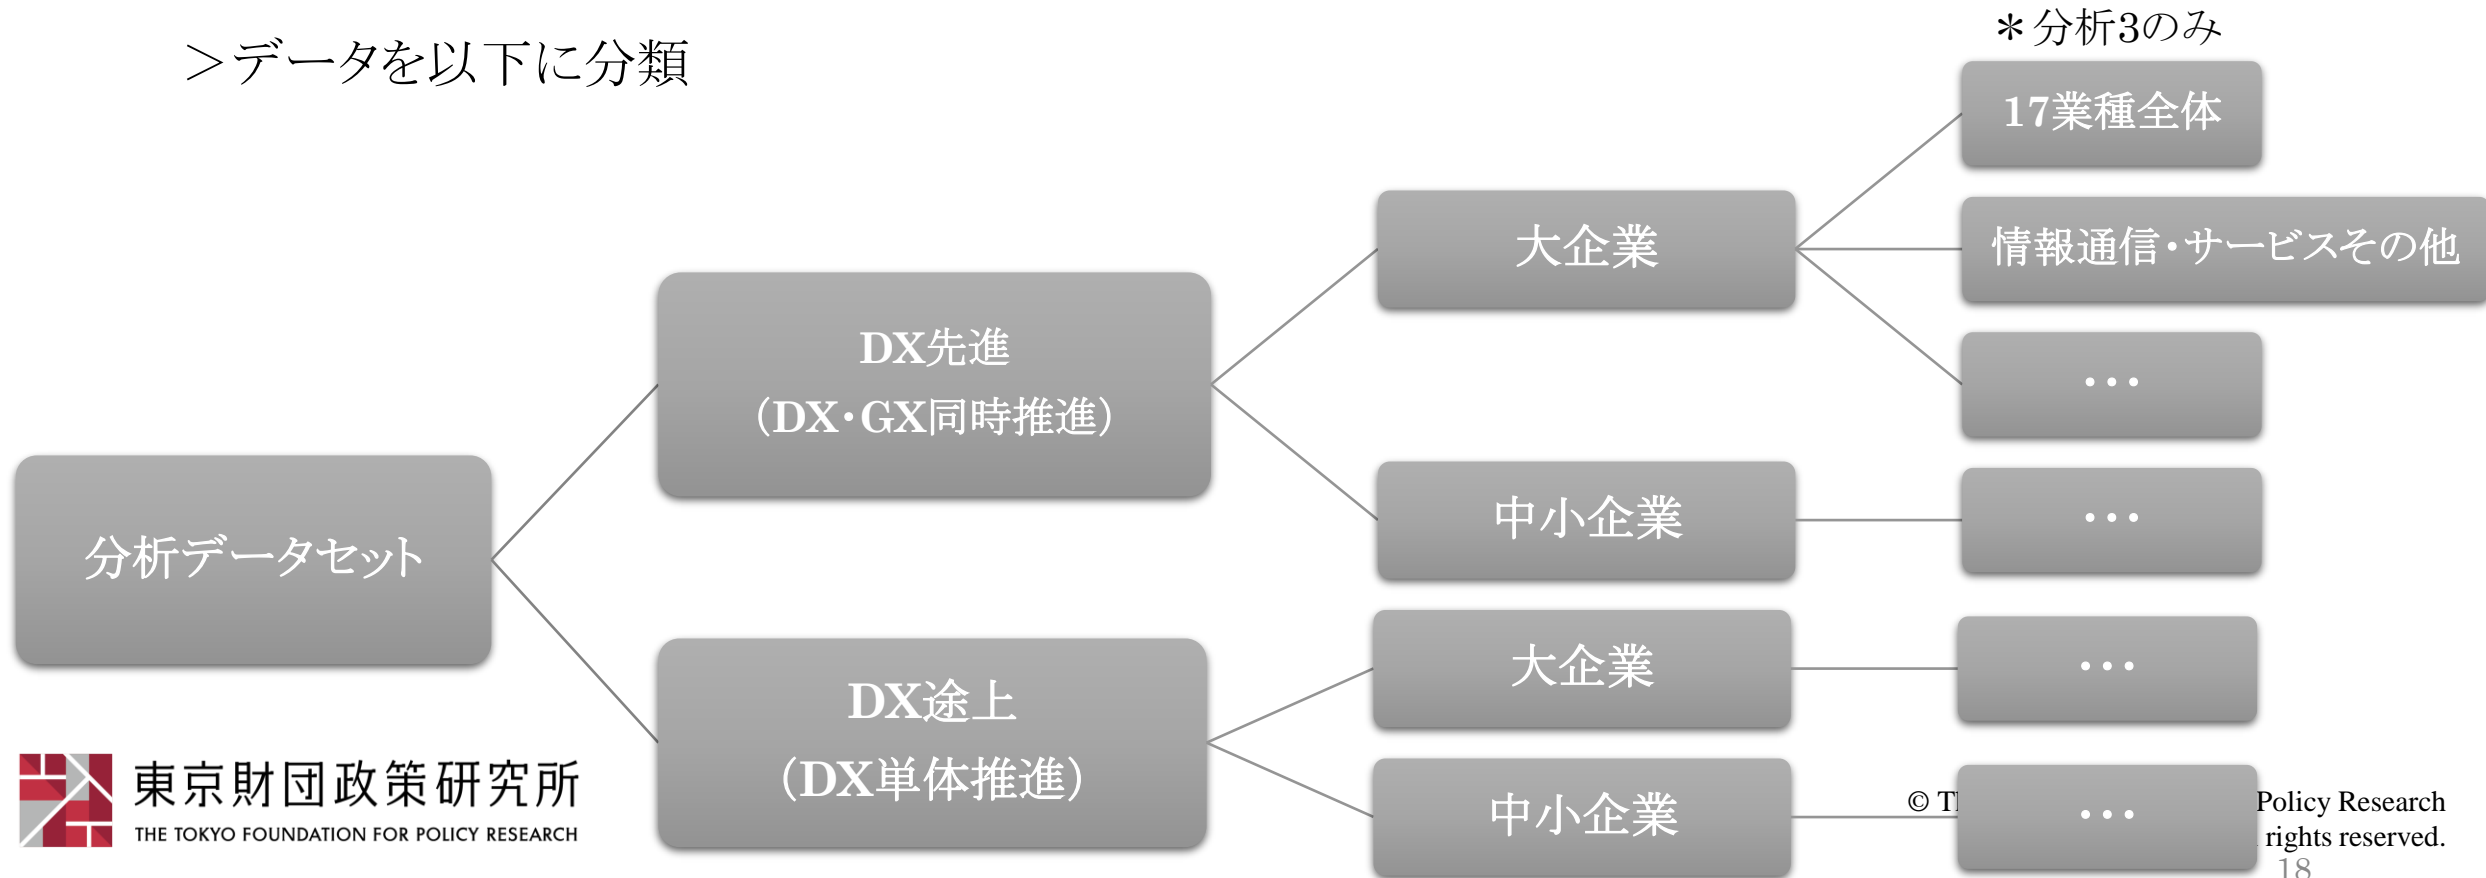 ＊分析3のみ
＞データを以下に分類
17業種全体
大企業
情報通信・サービスその他
DX先進
（DX・GX同時推進）
・・・
中小企業
・・・
分析データセット
大企業
・・・
DX途上
（DX単体推進）
中小企業
・・・
東京財団政策研究所
THE TOKYO FOUNDATION FOR POLICY RESEARCH
©
Policy Research
rights reserved.
18